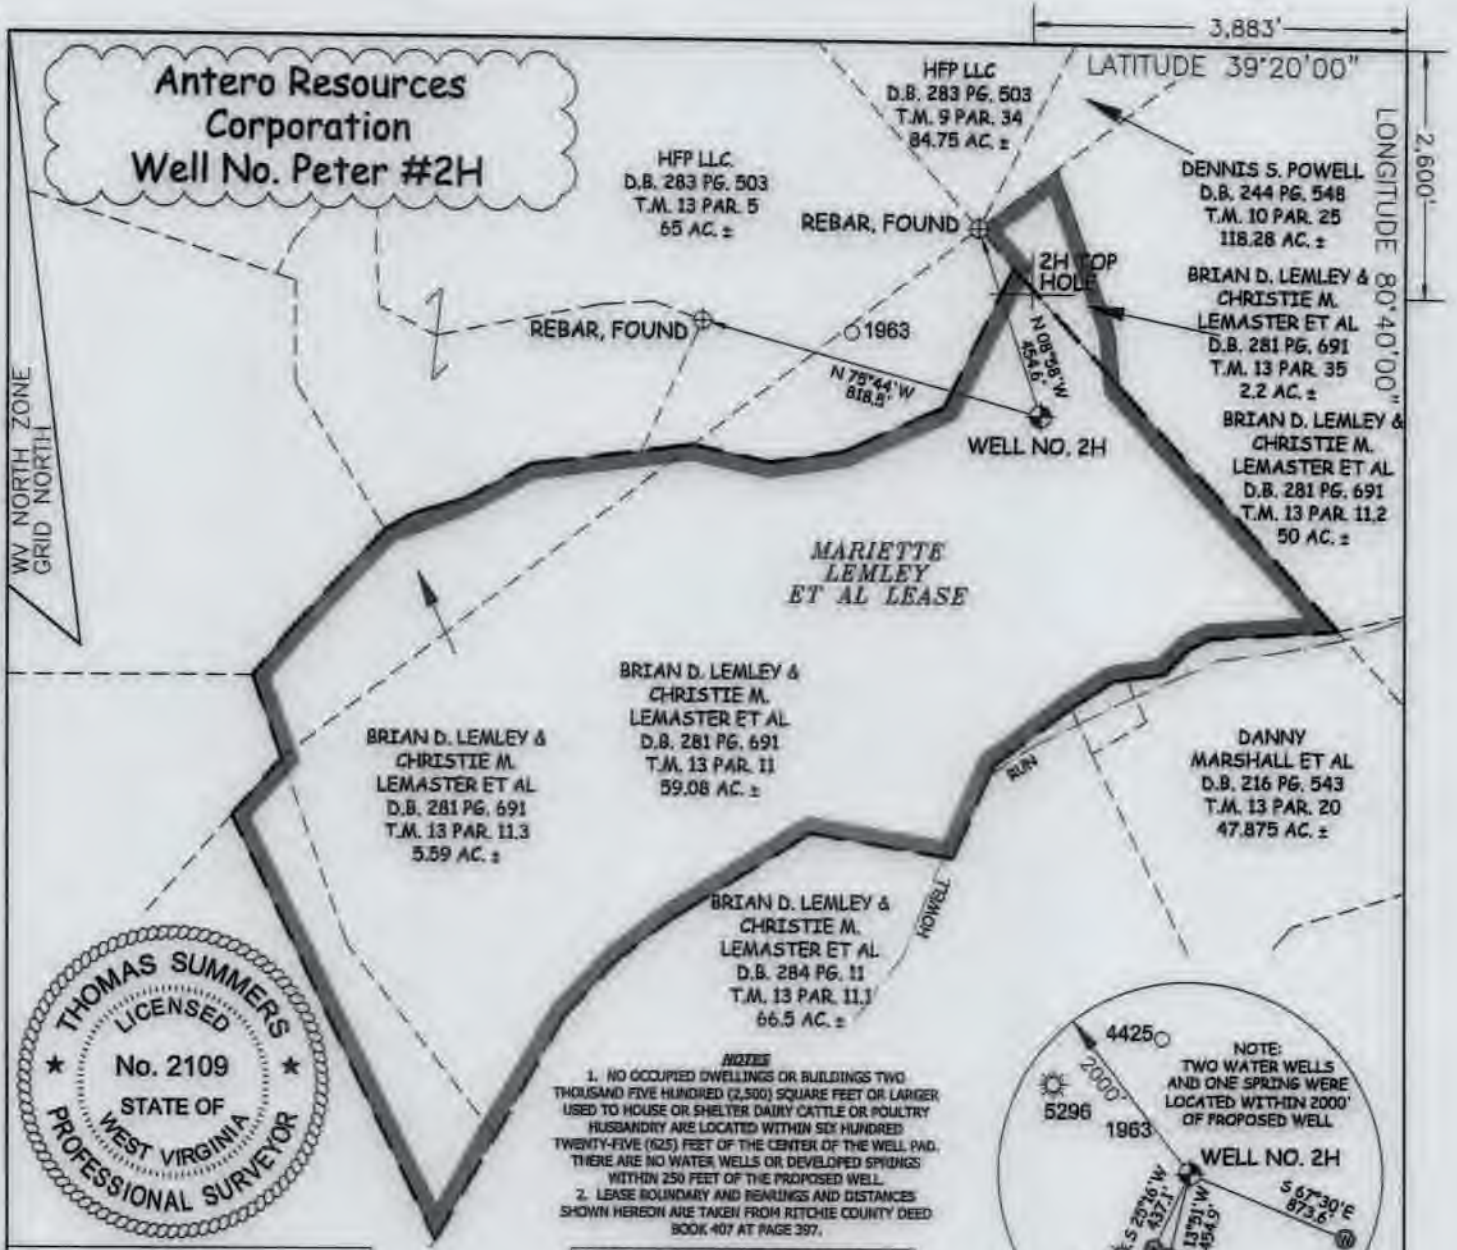 3,883'
LATITUDE 39°20'00"
LONGITUDE 80°40'00"
2,600'
Antero Resources
Corporation
Well No. Peter #2H
HFP LLC
D.B. 283 PG. 503
T.M. 9 PAR. 34
84.75 AC. ±
HFP LLC.
D.B. 283 PG. 503
T.M. 13 PAR. 5
65 AC. ±
DENNIS S. POWELL
D.B. 244 PG. 548
T.M. 10 PAR. 25
118.28 AC. ±
REBAR, FOUND
2H TOP
HOLE
BRIAN D. LEMLEY &
CHRISTIE M.
LEMASTER ET AL
D.B. 281 PG. 691
T.M. 13 PAR. 35
2.2 AC. ±
REBAR, FOUND
1963
N 08°58'W
454.6'
N 75°44'W
818.5'
WELL NO. 2H
BRIAN D. LEMLEY &
CHRISTIE M.
LEMASTER ET AL
D.B. 281 PG. 691
T.M. 13 PAR. 11.2
50 AC. ±
WV NORTH ZONE
GRID NORTH
MARIETTE
LEMLEY
ET AL LEASE
BRIAN D. LEMLEY &
CHRISTIE M.
LEMASTER ET AL
D.B. 281 PG. 691
T.M. 13 PAR. 11
59.08 AC. ±
BRIAN D. LEMLEY &
CHRISTIE M.
LEMASTER ET AL
D.B. 281 PG. 691
T.M. 13 PAR. 11.3
5.59 AC. ±
DANNY
MARSHALL ET AL
D.B. 216 PG. 543
T.M. 13 PAR. 20
47.875 AC. ±
RUN
HOWELL
BRIAN D. LEMLEY &
CHRISTIE M.
LEMASTER ET AL
D.B. 284 PG. 11
T.M. 13 PAR. 11.1
66.5 AC. ±
THOMAS SUMMERS
LICENSED
No. 2109
STATE OF
WEST VIRGINIA
PROFESSIONAL SURVEYOR
NOTES
1. NO OCCUPIED DWELLINGS OR BUILDINGS TWO
THOUSAND FIVE HUNDRED (2,500) SQUARE FEET OR LARGER
USED TO HOUSE OR SHELTER DAIRY CATTLE OR POULTRY
HUSBANDRY ARE LOCATED WITHIN SIX HUNDRED
TWENTY-FIVE (625) FEET OF THE CENTER OF THE WELL PAD.
THERE ARE NO WATER WELLS OR DEVELOPED SPRINGS
WITHIN 250 FEET OF THE PROPOSED WELL.
2. LEASE BOUNDARY AND BEARINGS AND DISTANCES
SHOWN HEREON ARE TAKEN FROM RITCHIE COUNTY DEED
BOOK 407 AT PAGE 397.
4425
2000'
5296
1963
NOTE:
TWO WATER WELLS
AND ONE SPRING WERE
LOCATED WITHIN 2000'
OF PROPOSED WELL
WELL NO. 2H
S 67°30'E
873.6'
S 25°16'W
437.1'
13°51'W
454.9'
W